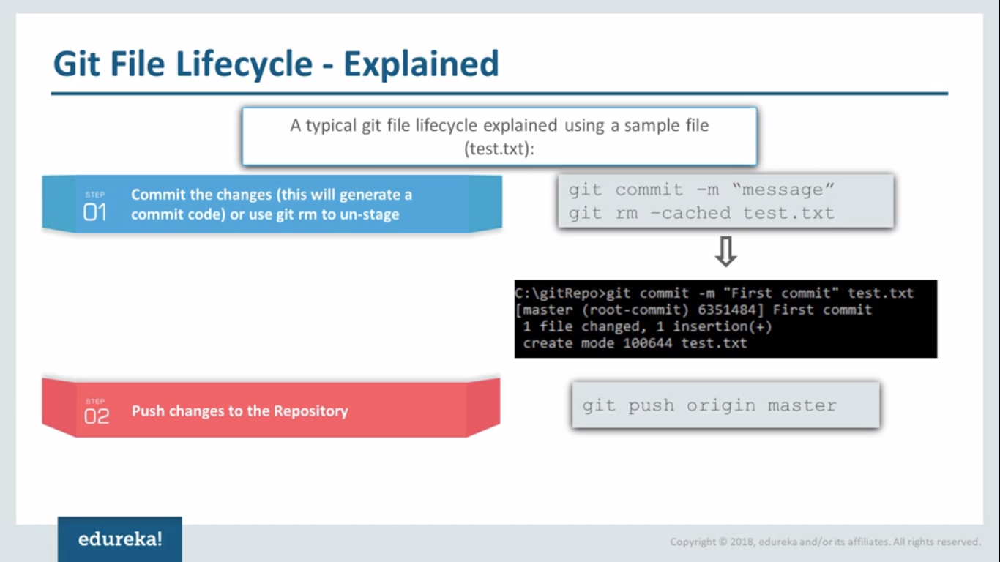 Git File Lifecycle - Explained
A typical git file lifecycle explained using a sample file
(test.txt):
STEP
01
Commit the changes (this will generate a
commit code) or use git rm to un-stage
git commit –m “message”
git rm –cached test.txt
C:\gitRepo>git commit -m "First commit" test.txt
[master (root-commit) 6351484] First commit
1 file changed, 1 insertion(+)
create mode 100644 test.txt
STEP
02
Push changes to the Repository
git push origin master
edureka!
Copyright © 2018, edureka and/or its affiliates. All rights reserved.